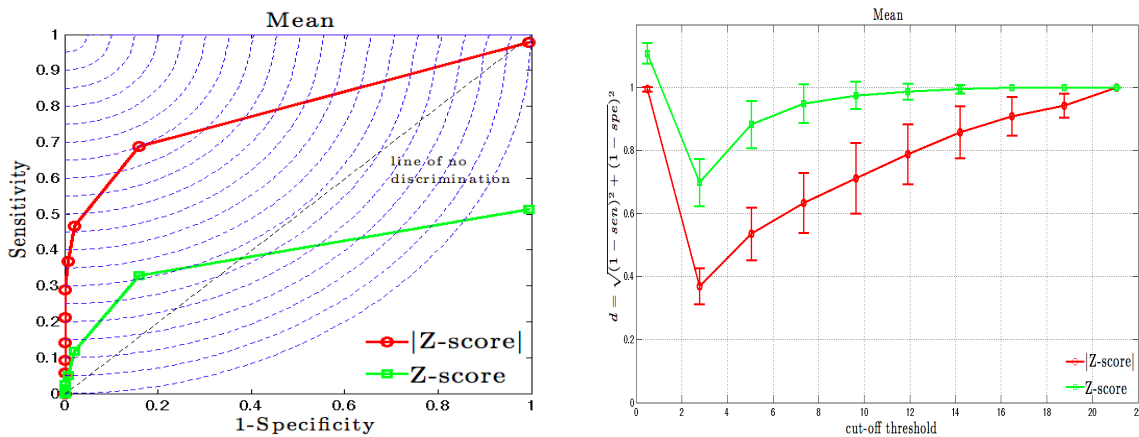 Mean
1
0.9
0.8
0.7
0.6
0.5
0.4
0.3
0.2
0.1
0
Sensitivity
line of no
discrimination
|Z-score|
Z-score
0
0.2
0.4
0.6
0.8
1
1-Specificity
Mean
1
0.8
0.6
0.4
0.2
d = √(1 − sen)² + (1 − spe)²
|Z-score|
Z-score
0
2
4
6
8
10
12
14
16
18
20
2
cut-off threshold